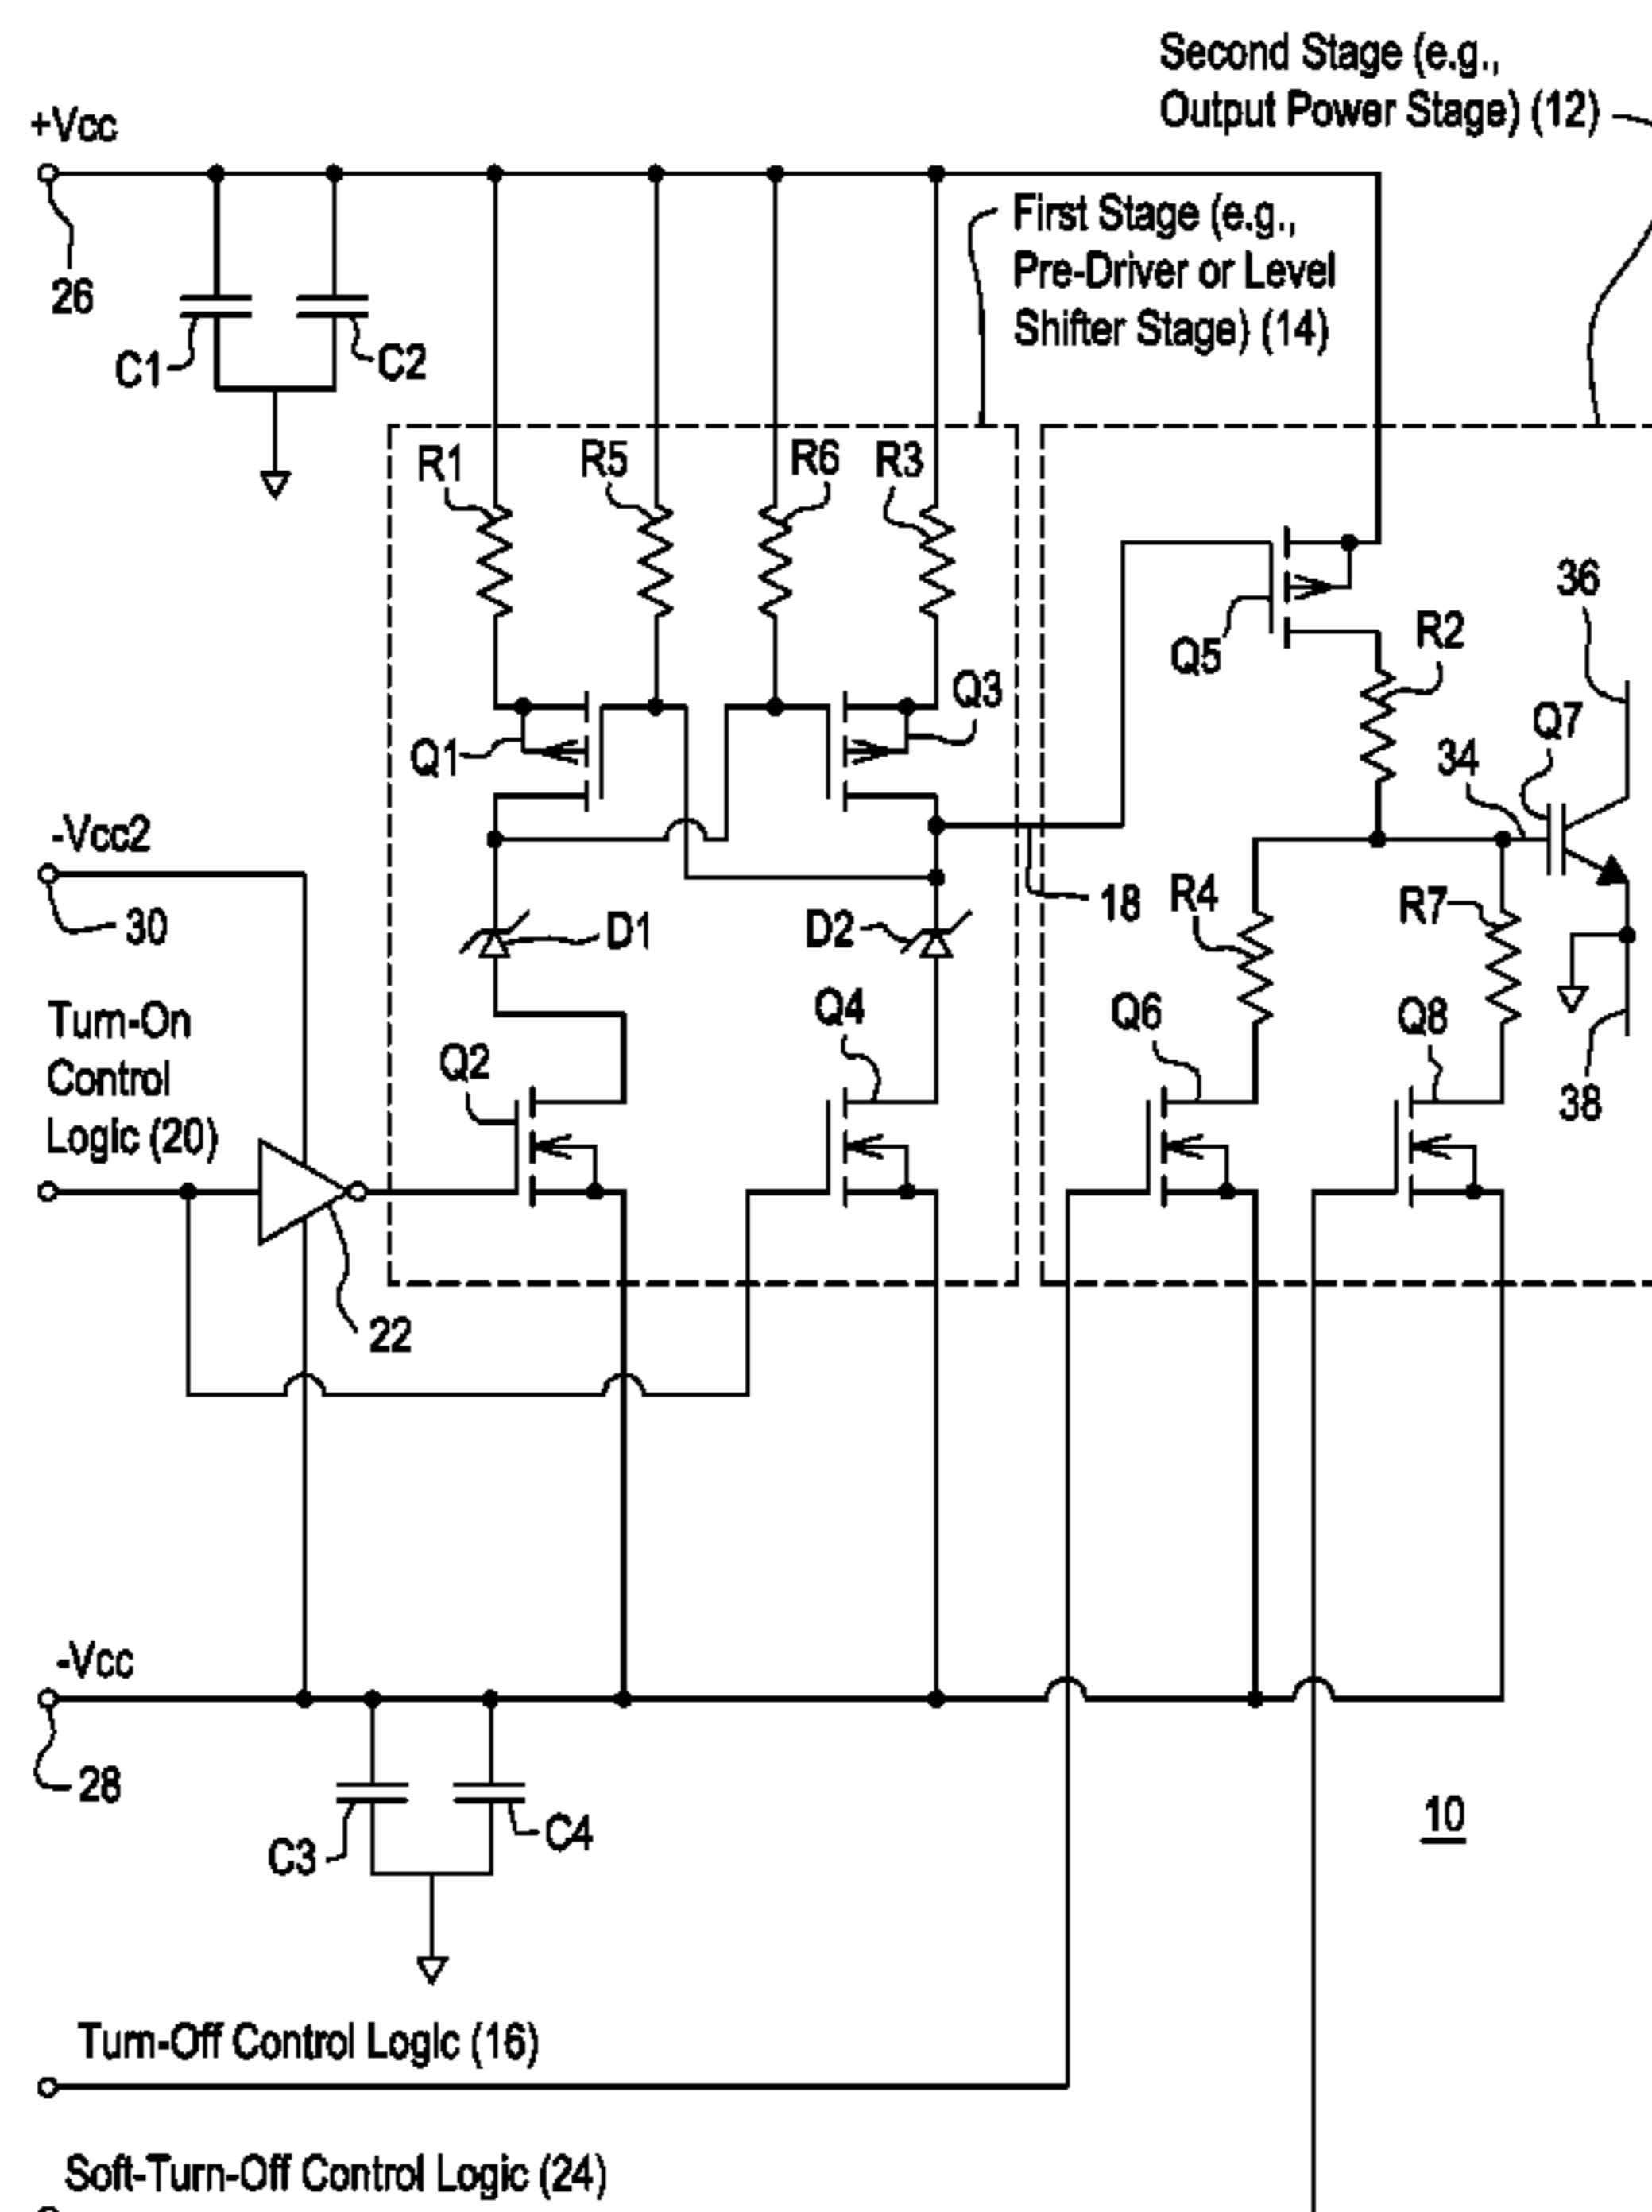 Second Stage (e.g.,
Output Power Stage) (12)
+Vcc
First Stage (e.g.,
Pre-Driver or Level
Shifter Stage) (14)
26
C1
C2
R1
R5
R6
R3
36
Q5
R2
Q3
Q1
Q7
34
-Vcc2
30
D1
D2
18
R4
R7
Turn-On
Control
Logic (20)
Q2
Q4
Q6
Q8
38
22
-Vcc
28
C3
C4
10
Turn-Off Control Logic (16)
Soft-Turn-Off Control Logic (24)